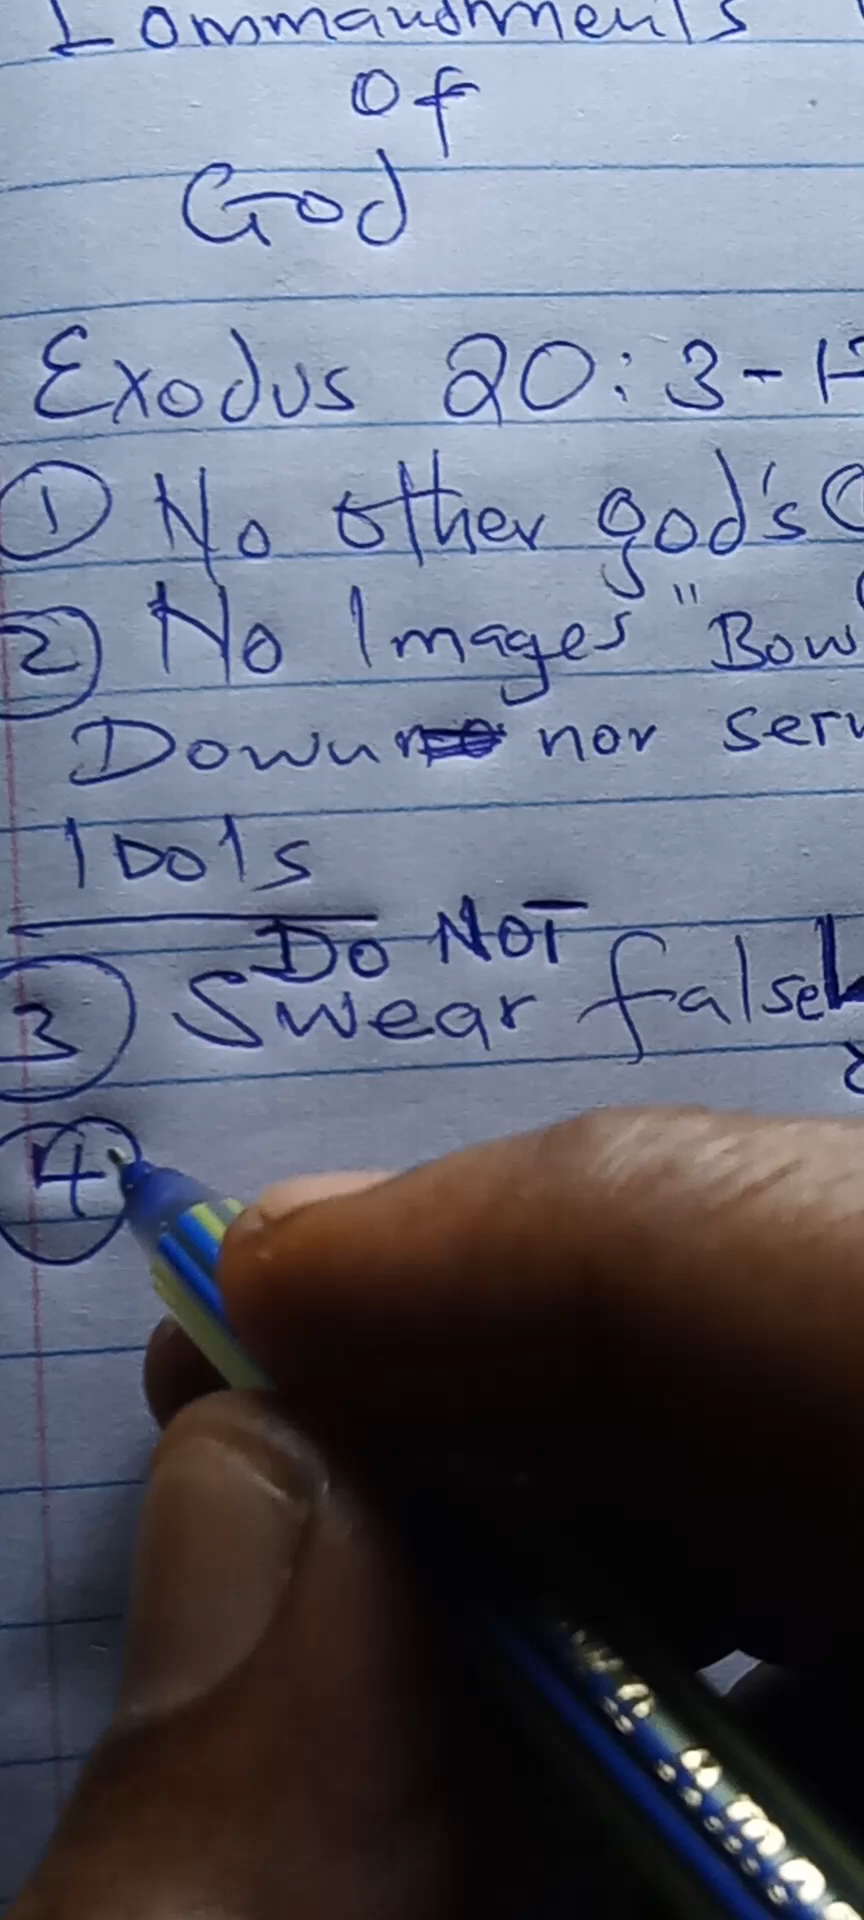 Commandments
of
God
Exodus 20:3-17
① No other god's
② No Images "Bow
Down nor serv
IDols
Do NOT
③ Swear falsel
④